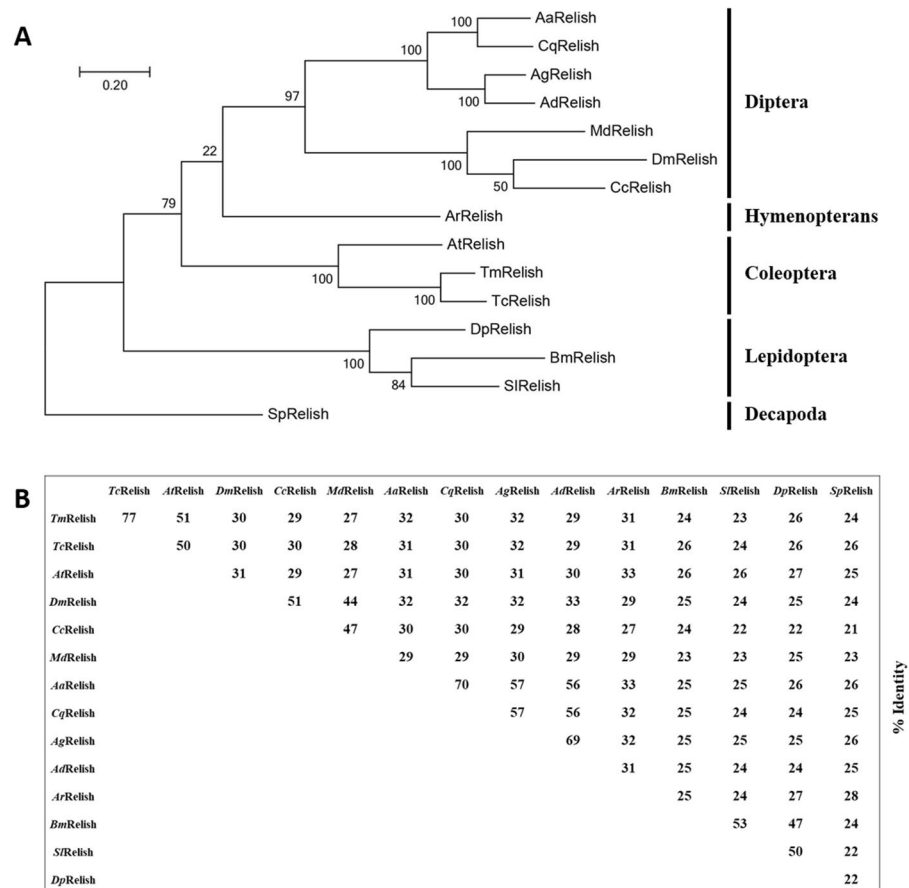 A
0.20
100
AaRelish
CqRelish
100
AgRelish
100
AdRelish
97
MdRelish
100
DmRelish
50
CcRelish
22
ArRelish
79
AtRelish
100
TmRelish
100
TcRelish
DpRelish
100
BmRelish
84
SlRelish
SpRelish
Diptera
Hymenopterans
Coleoptera
Lepidoptera
Decapoda
B
TcRelish AtRelish DmRelish CcRelish MdRelish AaRelish CqRelish AgRelish AdRelish ArRelish BmRelish SlRelish DpRelish SpRelish
TmRelish 77 51 30 29 27 32 30 32 29 31 24 23 26 24
TcRelish 50 30 30 28 31 30 32 29 31 26 24 26 26
AtRelish 31 29 27 31 30 31 30 33 26 26 27 25
DmRelish 51 44 32 32 32 33 29 25 24 25 24
CcRelish 47 30 30 29 28 27 24 22 22 21
MdRelish 29 29 30 29 29 23 23 25 23
AaRelish 70 57 56 33 25 25 26 26
CqRelish 57 56 32 25 24 24 25
AgRelish 69 32 25 25 25 26
AdRelish 31 25 24 24 25
ArRelish 25 24 27 28
BmRelish 53 47 24
SlRelish 50 22
DpRelish 22
% Identity